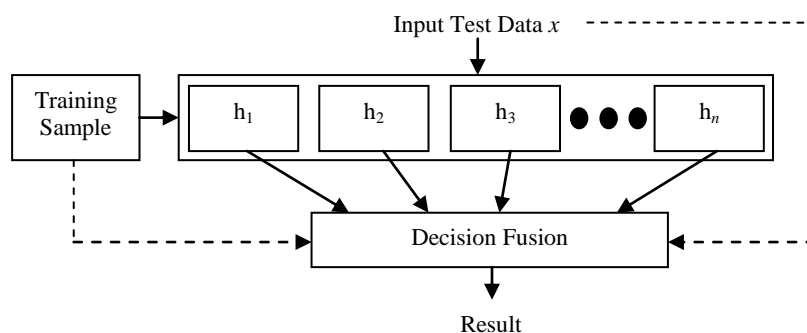 Input Test Data x
Training
Sample
h₁
h₂
h₃
hₙ
Decision Fusion
Result